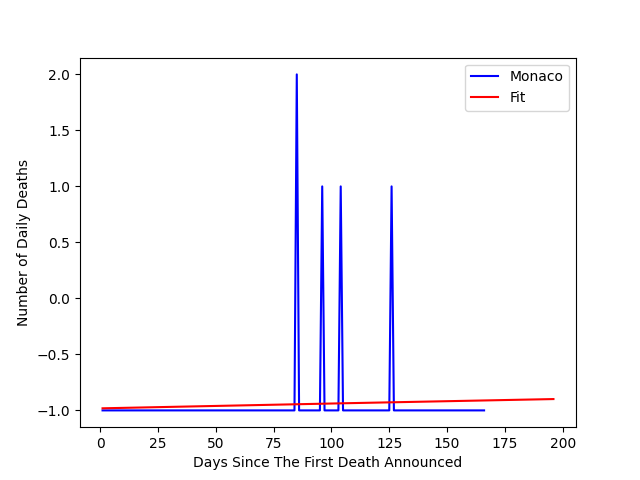 Monaco
Fit
2.0
1.5
1.0
0.5
0.0
−0.5
−1.0
Number of Daily Deaths
0 25 50 75 100 125 150 175 200
Days Since The First Death Announced